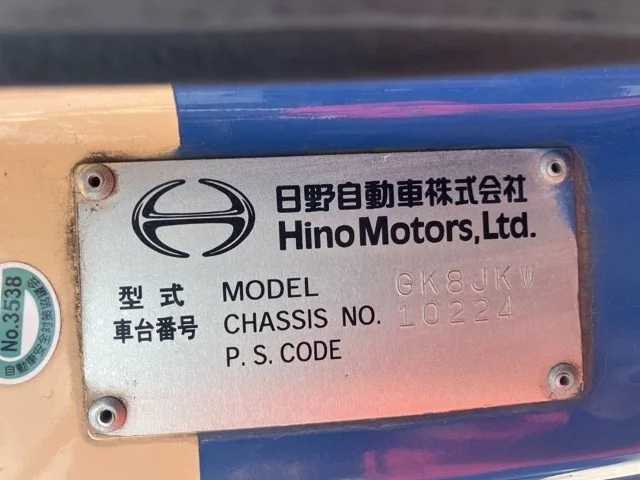 日野自動車株式会社
Hino Motors, Ltd.
型式 MODEL GK8JKW
車台番号 CHASSIS NO. 10224
P. S. CODE
No.3538